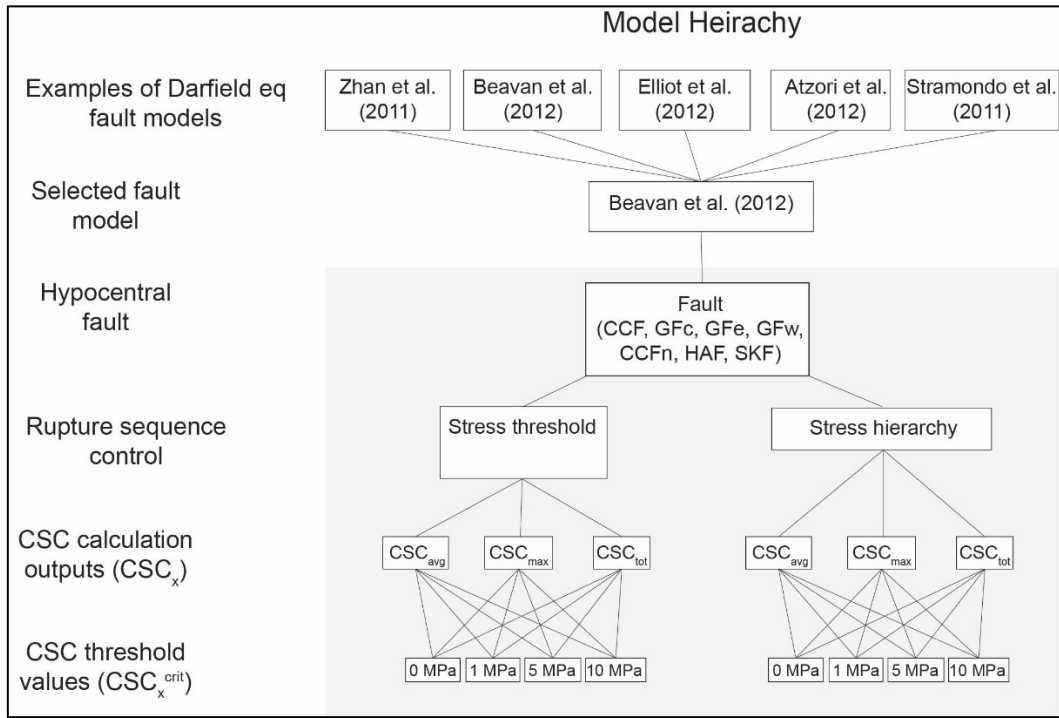 Model Heirachy
Examples of Darfield eq
fault models
Zhan et al.
(2011)
Beavan et al.
(2012)
Elliot et al.
(2012)
Atzori et al.
(2012)
Stramondo et al.
(2011)
Selected fault
model
Beavan et al. (2012)
Hypocentral
fault
Fault
(CCF, GFc, GFe, GFw,
CCFn, HAF, SKF)
Rupture sequence
control
Stress threshold
Stress hierarchy
CSC calculation
outputs (CSCx)
CSCavg
CSCmax
CSCtot
CSCavg
CSCmax
CSCtot
CSC threshold
values (CSCx^crit)
0 MPa
1 MPa
5 MPa
10 MPa
0 MPa
1 MPa
5 MPa
10 MPa